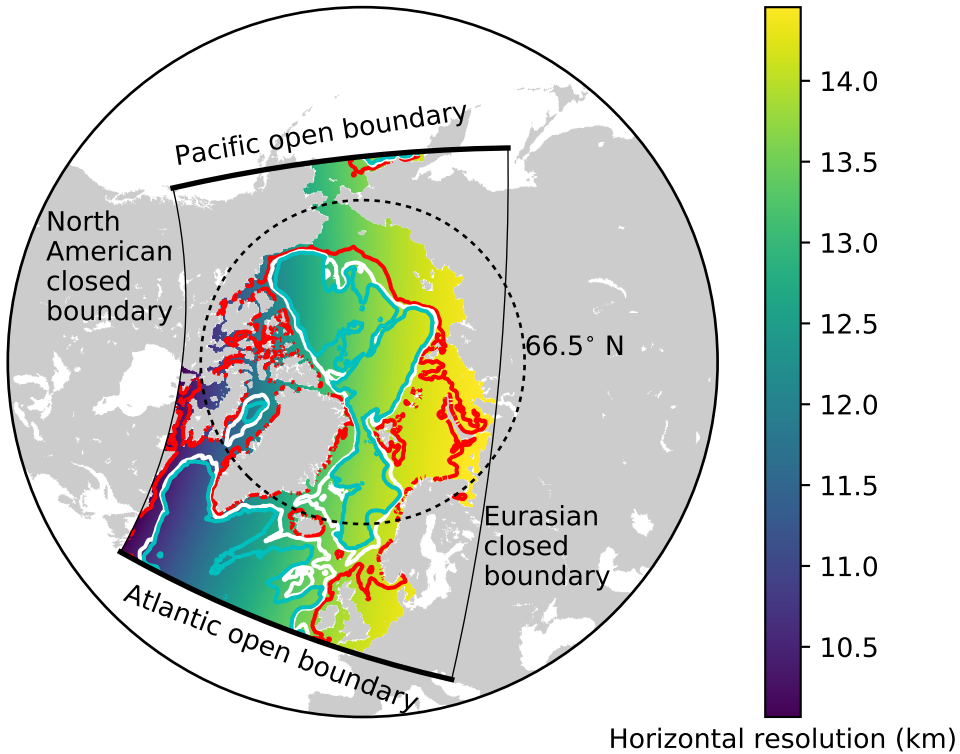 Pacific open boundary
North
American
closed
boundary
66.5° N
Eurasian
closed
boundary
Atlantic open boundary
14.0
13.5
13.0
12.5
12.0
11.5
11.0
10.5
Horizontal resolution (km)